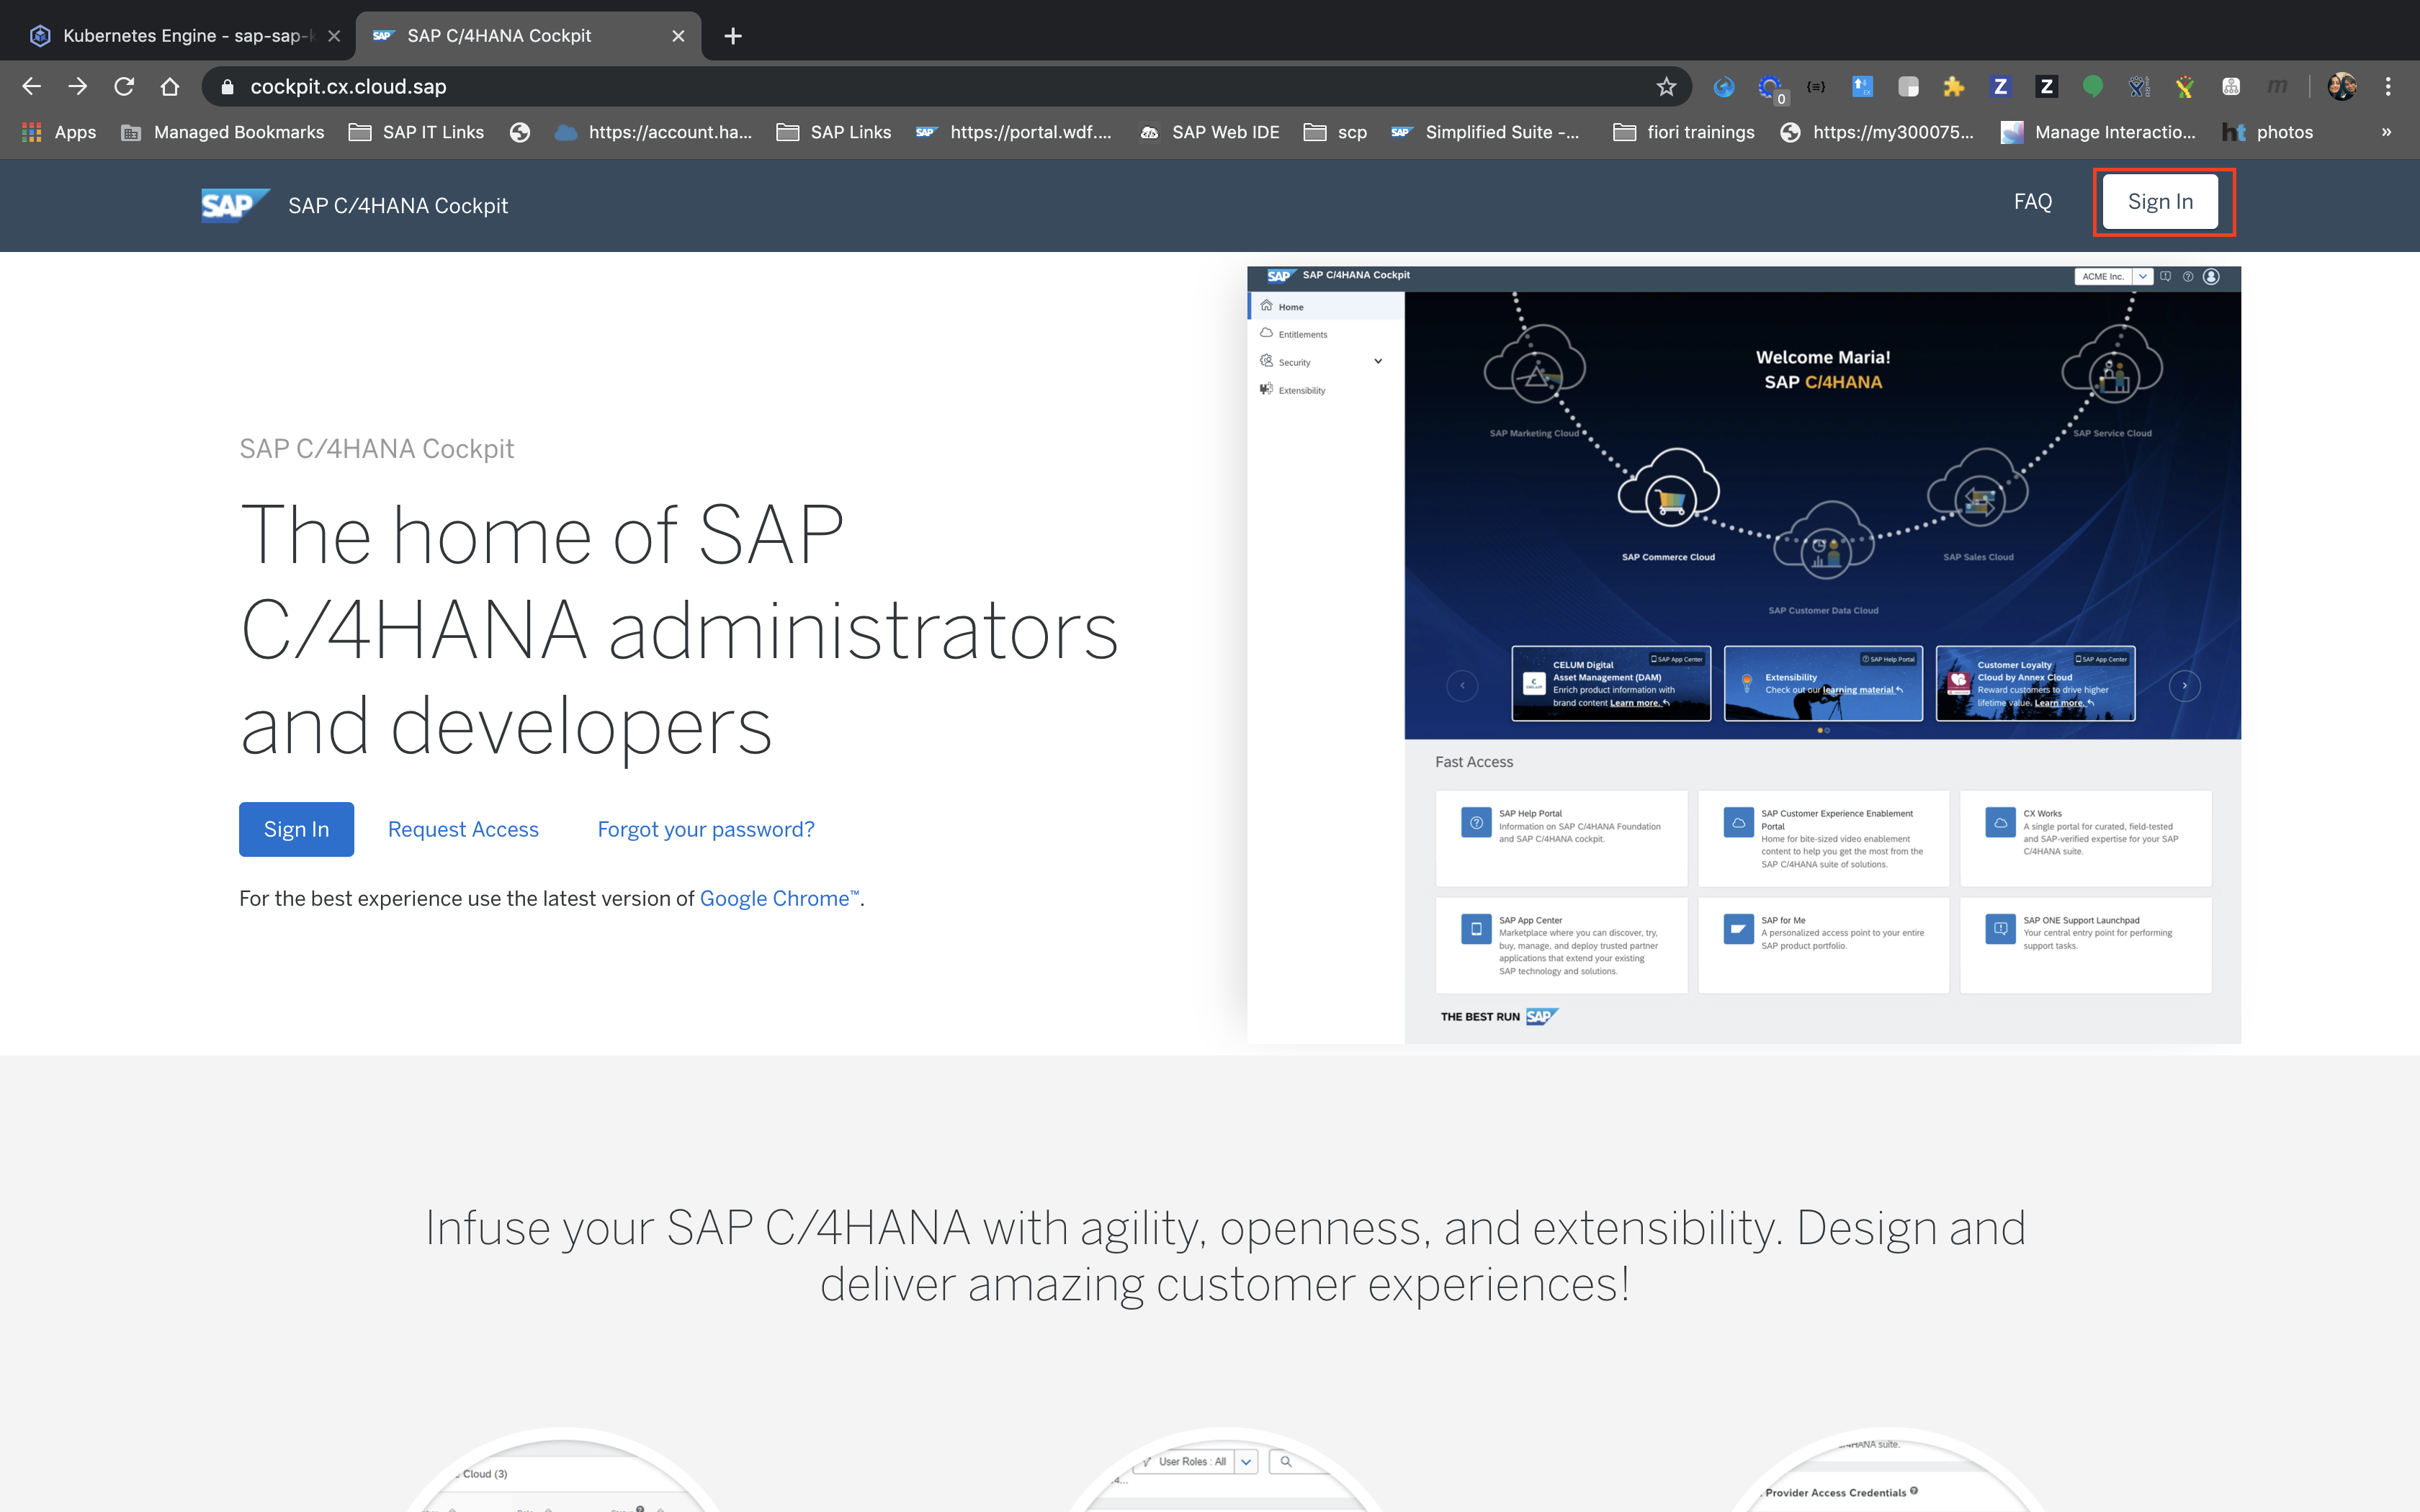 Kubernetes Engine - sap-sap-k
SAP C/4HANA Cockpit
cockpit.cx.cloud.sap
0
Apps
Managed Bookmarks
SAP IT Links
https://account.ha...
SAP Links
https://portal.wdf....
SAP Web IDE
scp
Simplified Suite -...
fiori trainings
https://my300075...
Manage Interactio...
ht photos
»
SAP SAP C/4HANA Cockpit
FAQ
Sign In
SAP C/4HANA Cockpit
The home of SAP
C/4HANA administrators
and developers
Sign In
Request Access
Forgot your password?
For the best experience use the latest version of Google Chrome™.
SAP SAP C/4HANA Cockpit
ACME Inc.
Home
Entitlements
Security
Extensibility
Welcome Maria!
SAP C/4HANA
SAP Marketing Cloud
SAP Service Cloud
SAP Commerce Cloud
SAP Sales Cloud
SAP Customer Data Cloud
SAP App Center
CELUM Digital
Asset Management (DAM)
Enrich product information with
brand content Learn more.
SAP Help Portal
Extensibility
Check out our learning material
SAP App Center
Customer Loyalty
Cloud by Annex Cloud
Reward customers to drive higher
lifetime value. Learn more.
Fast Access
SAP Help Portal
Information on SAP C/4HANA Foundation
and SAP C/4HANA cockpit.
SAP Customer Experience Enablement
Portal
Home for bite-sized video enablement
content to help you get the most from the
SAP C/4HANA suite of solutions.
CX Works
A single portal for curated, field-tested
and SAP-verified expertise for your SAP
C/4HANA suite.
SAP App Center
Marketplace where you can discover, try,
buy, manage, and deploy trusted partner
applications that extend your existing
SAP technology and solutions.
SAP for Me
A personalized access point to your entire
SAP product portfolio.
SAP ONE Support Launchpad
Your central entry point for performing
support tasks.
THE BEST RUN SAP
Infuse your SAP C/4HANA with agility, openness, and extensibility. Design and
deliver amazing customer experiences!
Cloud (3)
User Roles : All
4...
HANA suite.
Provider Access Credentials